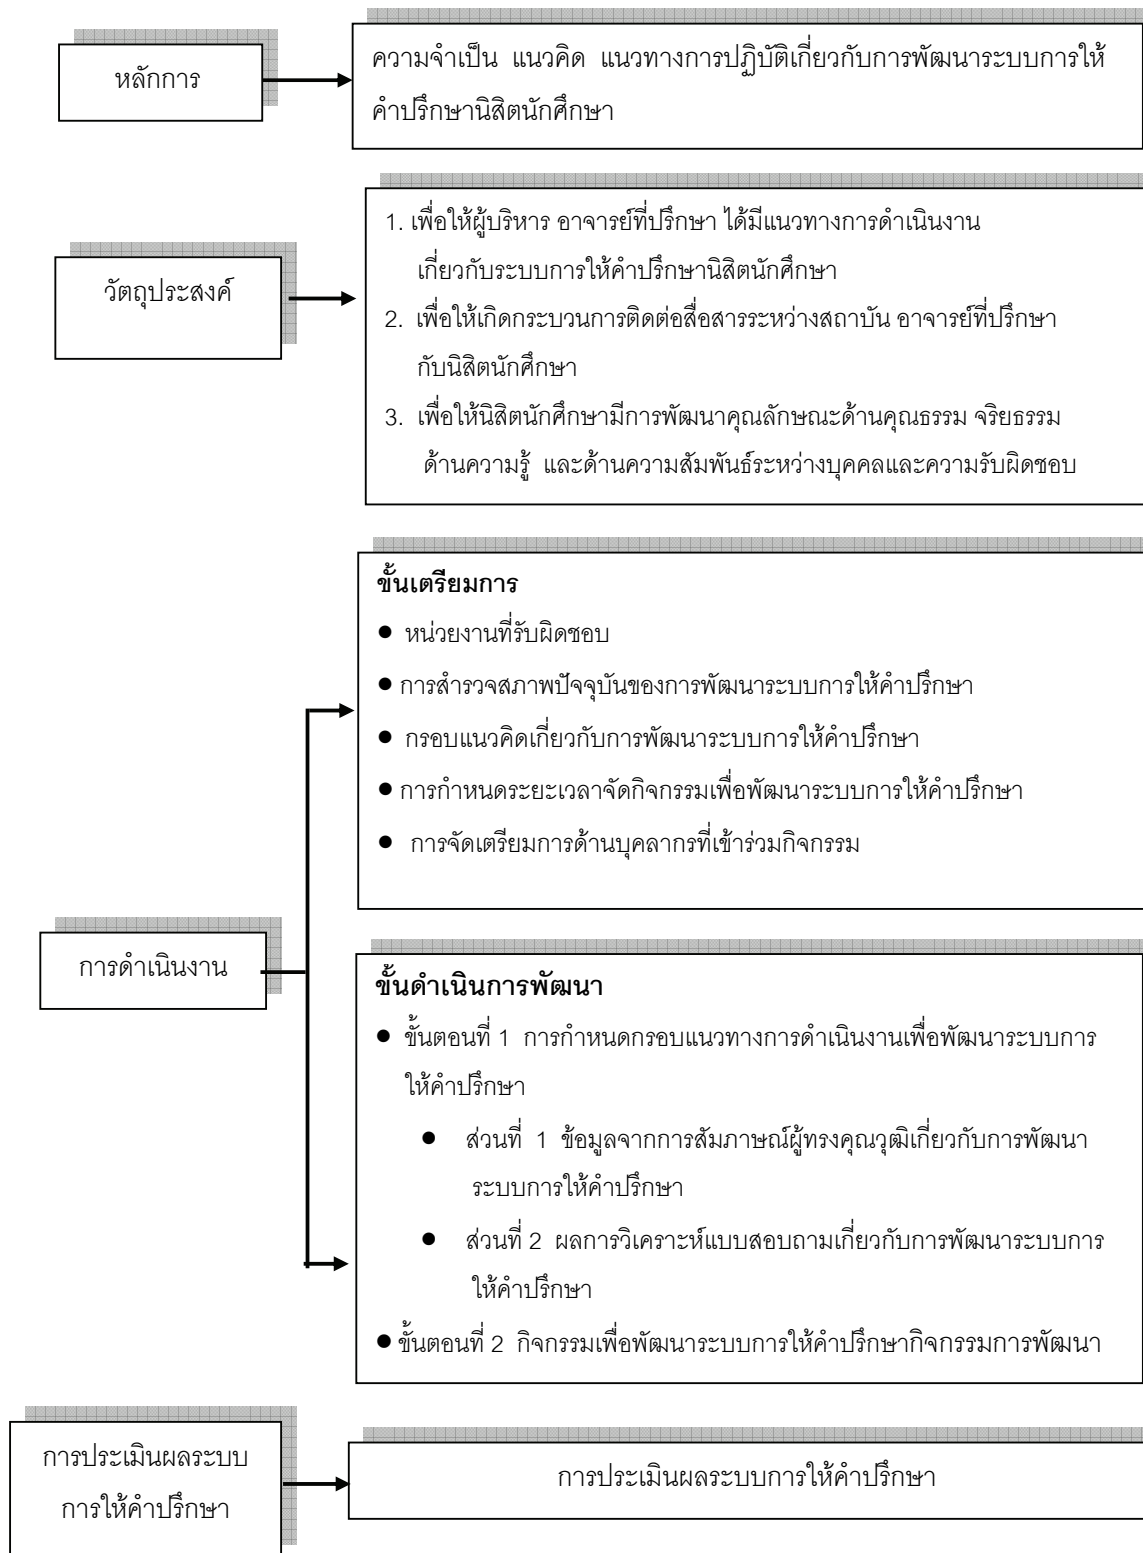 หลักการ
ความจำเป็น แนวคิด แนวทางการปฏิบัติเกี่ยวกับการพัฒนาระบบการให้
คำปรึกษานิสิตนักศึกษา
วัตถุประสงค์
1. เพื่อให้ผู้บริหาร อาจารย์ที่ปรึกษา ได้มีแนวทางการดำเนินงาน
เกี่ยวกับระบบการให้คำปรึกษานิสิตนักศึกษา
2. เพื่อให้เกิดกระบวนการติดต่อสื่อสารระหว่างสถาบัน อาจารย์ที่ปรึกษา
กับนิสิตนักศึกษา
3. เพื่อให้นิสิตนักศึกษามีการพัฒนาคุณลักษณะด้านคุณธรรม จริยธรรม
ด้านความรู้ และด้านความสัมพันธ์ระหว่างบุคคลและความรับผิดชอบ
การดำเนินงาน
ขั้นเตรียมการ
● หน่วยงานที่รับผิดชอบ
● การสำรวจสภาพปัจจุบันของการพัฒนาระบบการให้คำปรึกษา
● กรอบแนวคิดเกี่ยวกับการพัฒนาระบบการให้คำปรึกษา
● การกำหนดระยะเวลาจัดกิจกรรมเพื่อพัฒนาระบบการให้คำปรึกษา
● การจัดเตรียมการด้านบุคลากรที่เข้าร่วมกิจกรรม
ขั้นดำเนินการพัฒนา
● ขั้นตอนที่ 1 การกำหนดกรอบแนวทางการดำเนินงานเพื่อพัฒนาระบบการ
ให้คำปรึกษา
● ส่วนที่ 1 ข้อมูลจากการสัมภาษณ์ผู้ทรงคุณวุฒิเกี่ยวกับการพัฒนา
ระบบการให้คำปรึกษา
● ส่วนที่ 2 ผลการวิเคราะห์แบบสอบถามเกี่ยวกับการพัฒนาระบบการ
ให้คำปรึกษา
● ขั้นตอนที่ 2 กิจกรรมเพื่อพัฒนาระบบการให้คำปรึกษากิจกรรมการพัฒนา
การประเมินผลระบบ
การให้คำปรึกษา
การประเมินผลระบบการให้คำปรึกษา